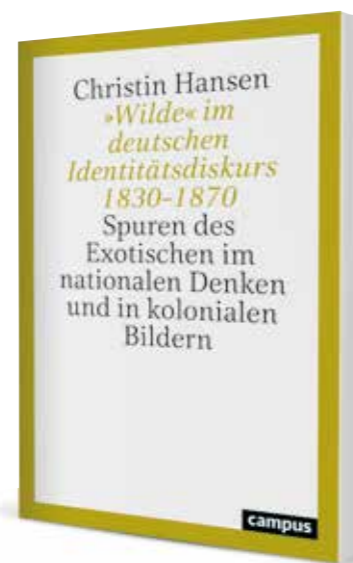 Christin Hansen
»Wilde« im
deutschen
Identitätsdiskurs
1830–1870
Spuren des
Exotischen im
nationalen Denken
und in kolonialen
Bildern
campus